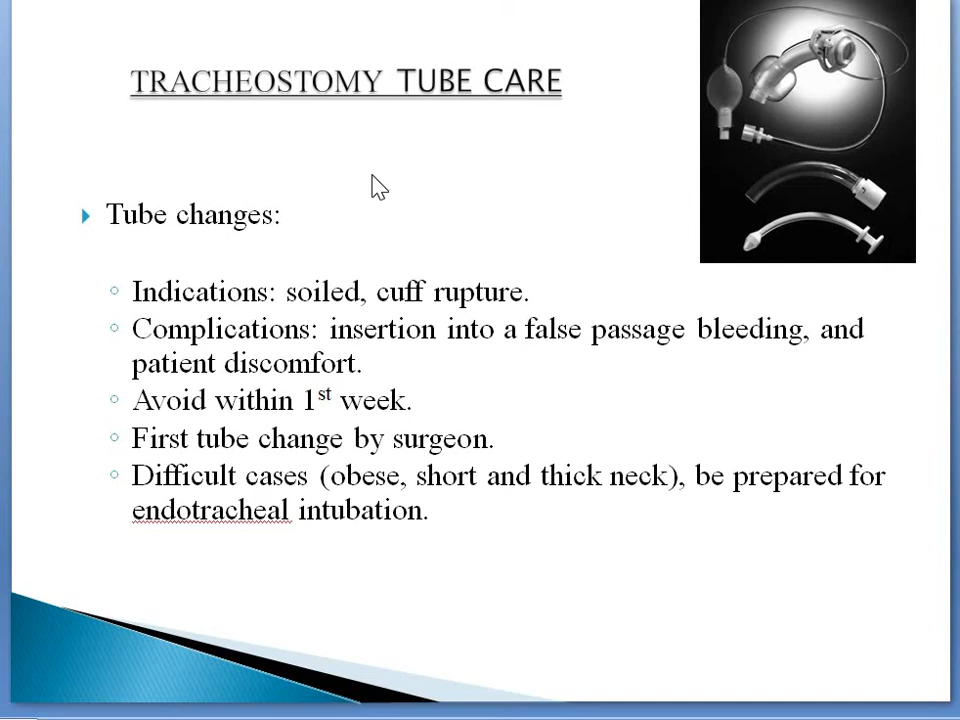 TRACHEOSTOMY TUBE CARE
Tube changes:
Indications: soiled, cuff rupture.
Complications: insertion into a false passage bleeding, and
patient discomfort.
Avoid within 1st week.
First tube change by surgeon.
Difficult cases (obese, short and thick neck), be prepared for
endotracheal intubation.